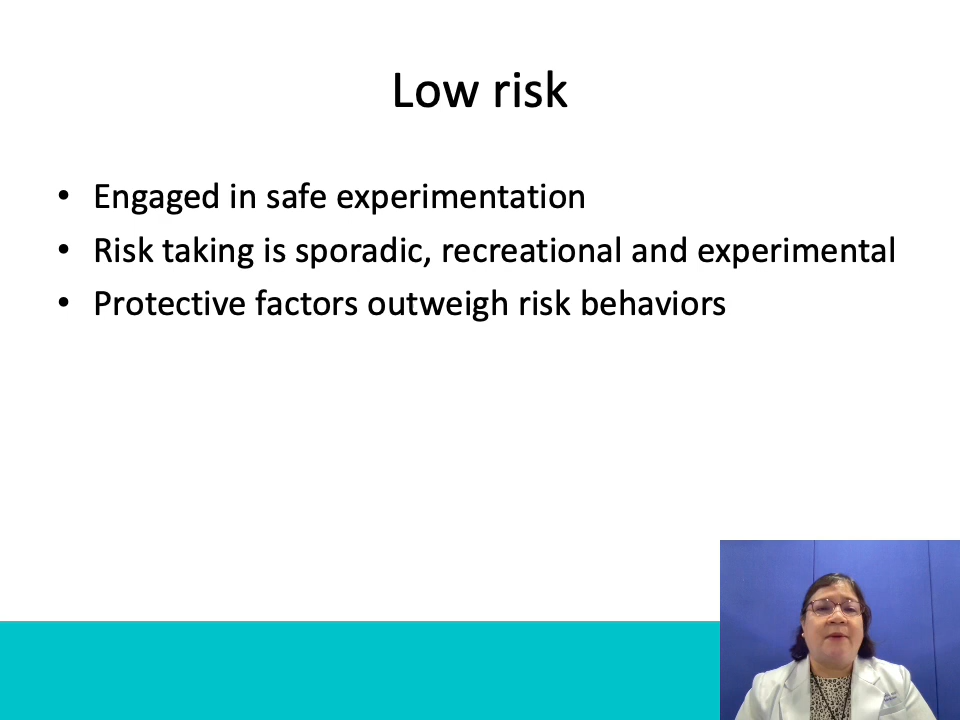 Low risk
• Engaged in safe experimentation
• Risk taking is sporadic, recreational and experimental
• Protective factors outweigh risk behaviors